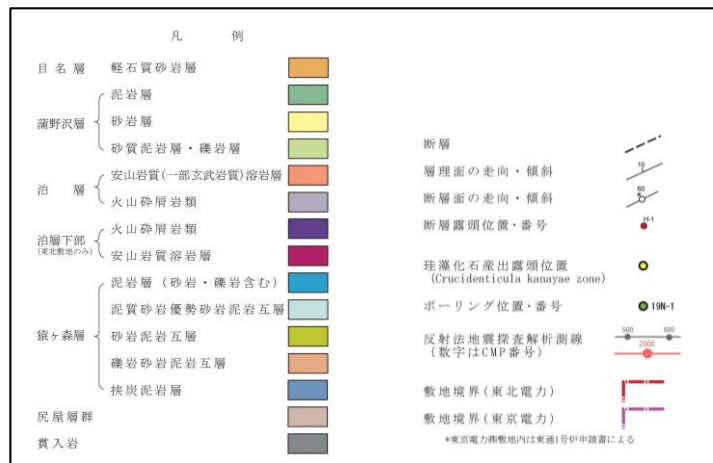 凡 例
目名層 軽石質砂岩層
蒲野沢層
泥岩層
砂岩層
砂質泥岩層・礫岩層
泊 層
安山岩質(一部玄武岩質)溶岩層
火山砕屑岩類
泊層下部
(東北敷地のみ)
火山砕屑岩類
安山岩質溶岩層
猿ヶ森層
泥岩層(砂岩・礫岩含む)
泥質砂岩優勢砂岩泥岩互層
砂岩泥岩互層
礫岩砂岩泥岩互層
挟炭泥岩層
尻屋層群
貫入岩
断層
層理面の走向・傾斜
10
断層面の走向・傾斜
60
断層露頭位置・番号
H-1
珪藻化石産出露頭位置
(Crucidenticula kanayae zone)
ボーリング位置・番号
19N-1
反射法地震探査解析測線
(数字はCMP番号)
500 600
2000
敷地境界(東北電力)
敷地境界(東京電力)
*東京電力㈱敷地内は東通1号炉申請書による